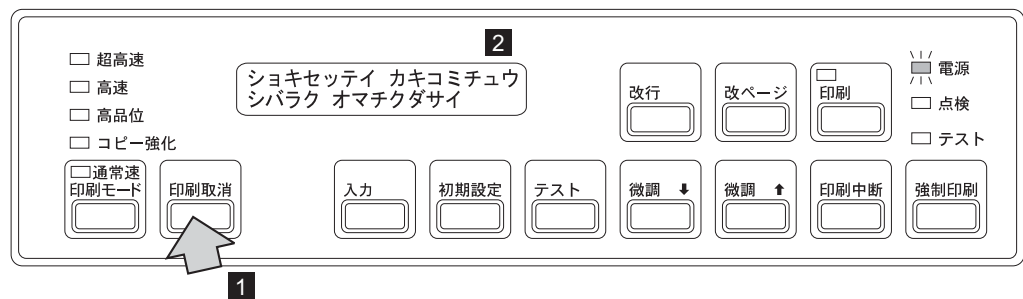 2
超高速
高速
高品位
コピー強化
ショキセッテイ カキコミチュウ
シバラク オマチクダサイ
改行
改ページ
印刷
電源
点検
テスト
通常速
印刷モード
印刷取消
入力
初期設定
テスト
微調 ⬇
微調 ⬆
印刷中断
強制印刷
1